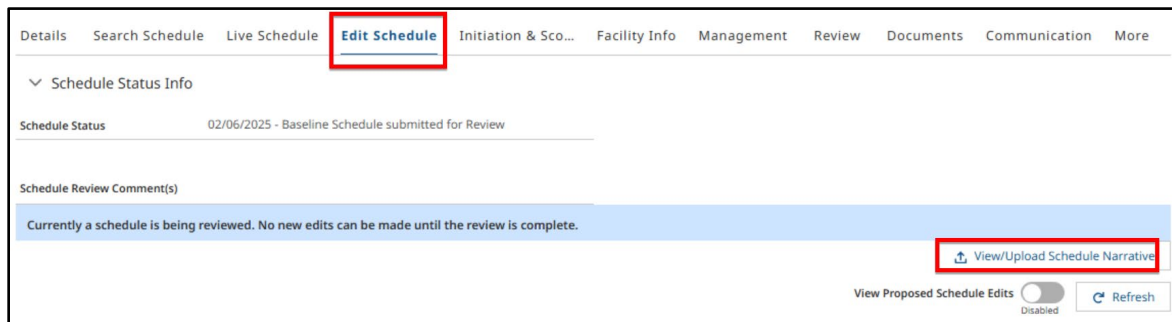 Details Search Schedule Live Schedule Edit Schedule Initiation & Sco... Facility Info Management Review Documents Communication More
Schedule Status Info
Schedule Status 02/06/2025 - Baseline Schedule submitted for Review
Schedule Review Comment(s)
Currently a schedule is being reviewed. No new edits can be made until the review is complete.
View/Upload Schedule Narrative
View Proposed Schedule Edits Disabled Refresh